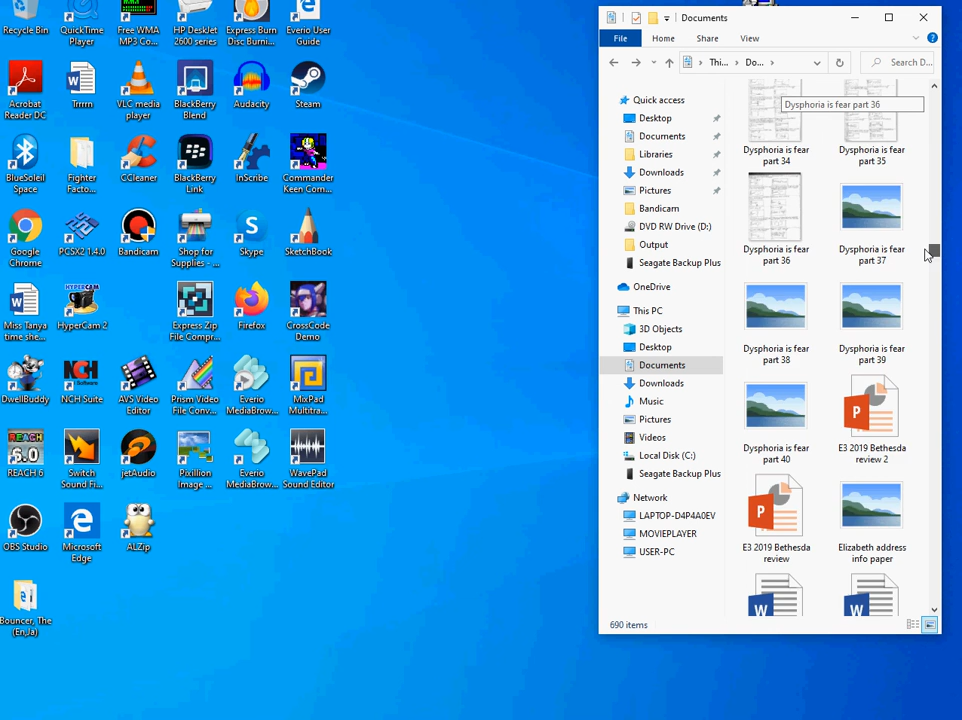 Recycle Bin
QuickTime
Player
Free WMA
MP3 Co...
HP DeskJet
2600 series
Express Burn
Disc Burni...
Everio User
Guide
Acrobat
Reader DC
Trrrrn
VLC media
player
BlackBerry
Blend
Audacity
Steam
BlueSoleil
Space
Fighter
Facto...
CCleaner
BlackBerry
Link
InScribe
Commander
Keen Com...
Google
Chrome
PCSX2 1.4.0
Bandicam
Shop for
Supplies - ...
Skype
SketchBook
Miss Tanya
time she...
HYPERCAM
HyperCam 2
Express Zip
File Compr...
Firefox
CrossCode
Demo
DwellBuddy
NCH Software
NCH Suite
AVS Video
Editor
Prism Video
File Conv...
Everio
MediaBrow...
MixPad
Multitra...
REACH
6.0
REACH 6
Switch
Sound Fi...
jetAudio
Pixillion
Image ...
Everio
MediaBrow...
WavePad
Sound Editor
OBS Studio
Microsoft
Edge
ALZip
Bouncer, The
(En,Ja)
Documents
File
Home
Share
View
Thi...
Do...
Search D...
Quick access
Desktop
Documents
Libraries
Downloads
Pictures
Bandicam
DVD RW Drive (D:)
Output
Seagate Backup Plus
OneDrive
This PC
3D Objects
Desktop
Documents
Downloads
Music
Pictures
Videos
Local Disk (C:)
Seagate Backup Plus
Network
LAPTOP-D4P4A0EV
MOVIEPLAYER
USER-PC
Dysphoria is fear part 36
Dysphoria is fear
part 34
Dysphoria is fear
part 35
Dysphoria is fear
part 36
Dysphoria is fear
part 37
Dysphoria is fear
part 38
Dysphoria is fear
part 39
Dysphoria is fear
part 40
P
E3 2019 Bethesda
review 2
P
E3 2019 Bethesda
review
Elizabeth address
info paper
W
W
690 items